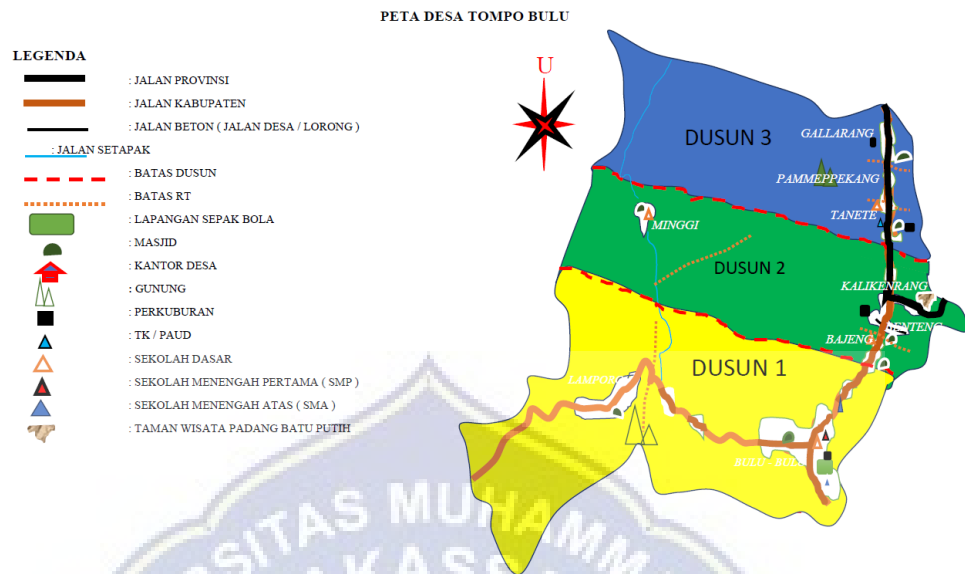 PETA DESA TOMPO BULU
LEGENDA
: JALAN PROVINSI
: JALAN KABUPATEN
: JALAN BETON ( JALAN DESA / LORONG )
: JALAN SETAPAK
: BATAS DUSUN
: BATAS RT
: LAPANGAN SEPAK BOLA
: MASJID
: KANTOR DESA
: GUNUNG
: PERKUBURAN
: TK / PAUD
: SEKOLAH DASAR
: SEKOLAH MENENGAH PERTAMA ( SMP )
: SEKOLAH MENENGAH ATAS ( SMA )
: TAMAN WISATA PADANG BATU PUTIH
U
DUSUN 3
GALLARANG
PAMMEPPEKANG
TANETE
MINGGI
DUSUN 2
KALIKENRANG
BAJENG
DUSUN 1
BULU - BULU